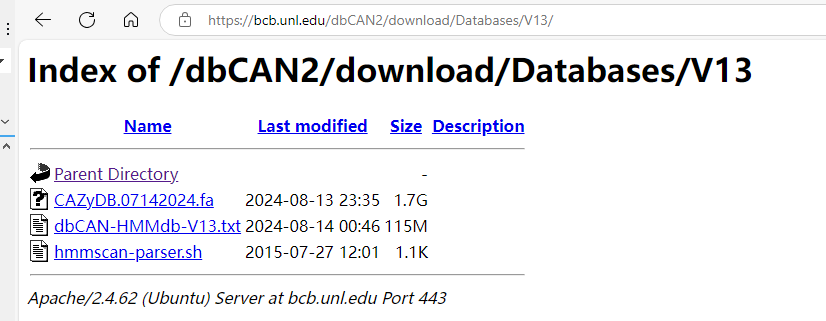 https://bcb.unl.edu/dbCAN2/download/Databases/V13/
Index of /dbCAN2/download/Databases/V13
Name Last modified Size Description
Parent Directory -
CAZyDB.07142024.fa 2024-08-13 23:35 1.7G
dbCAN-HMMdb-V13.txt 2024-08-14 00:46 115M
hmmscan-parser.sh 2015-07-27 12:01 1.1K
Apache/2.4.62 (Ubuntu) Server at bcb.unl.edu Port 443